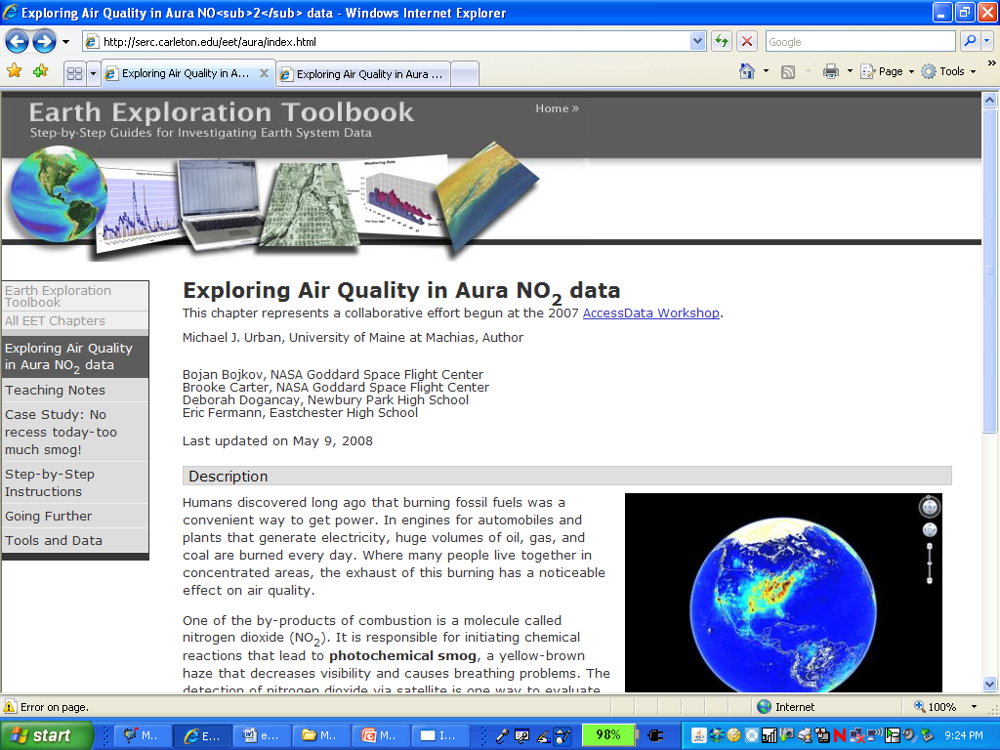 Exploring Air Quality in Aura NO<sub>2</sub> data - Windows Internet Explorer
http://serc.carleton.edu/eet/aura/index.html
Google
Exploring Air Quality in A...
Exploring Air Quality in Aura ...
Page
Tools
Earth Exploration Toolbook
Home »
Step-by-Step Guides for Investigating Earth System Data
Earth Exploration
Toolbook
All EET Chapters
Exploring Air Quality
in Aura NO2 data
Teaching Notes
Case Study: No
recess today-too
much smog!
Step-by-Step
Instructions
Going Further
Tools and Data
Exploring Air Quality in Aura NO2 data
This chapter represents a collaborative effort begun at the 2007 AccessData Workshop.
Michael J. Urban, University of Maine at Machias, Author
Bojan Bojkov, NASA Goddard Space Flight Center
Brooke Carter, NASA Goddard Space Flight Center
Deborah Dogancay, Newbury Park High School
Eric Fermann, Eastchester High School
Last updated on May 9, 2008
Description
Humans discovered long ago that burning fossil fuels was a
convenient way to get power. In engines for automobiles and
plants that generate electricity, huge volumes of oil, gas, and
coal are burned every day. Where many people live together in
concentrated areas, the exhaust of this burning has a noticeable
effect on air quality.
One of the by-products of combustion is a molecule called
nitrogen dioxide (NO2). It is responsible for initiating chemical
reactions that lead to photochemical smog, a yellow-brown
haze that decreases visibility and causes breathing problems. The
detection of nitrogen dioxide via satellite is one way to evaluate
Error on page.
Internet
100%
start
M...
E...
e...
M...
M...
I...
98%
9:24 PM